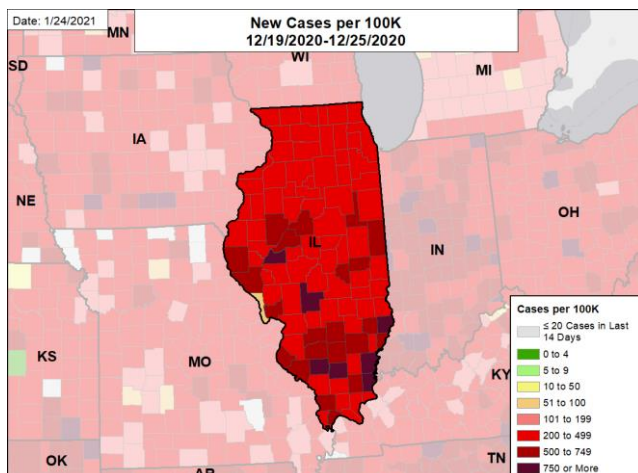 Date: 1/24/2021
New Cases per 100K
12/19/2020-12/25/2020
MN
WI
SD
MI
IA
NE
IL
IN
OH
KS
MO
KY
OK
AR
TN
Cases per 100K
≤ 20 Cases in Last
14 Days
0 to 4
5 to 9
10 to 50
51 to 100
101 to 199
200 to 499
500 to 749
750 or More